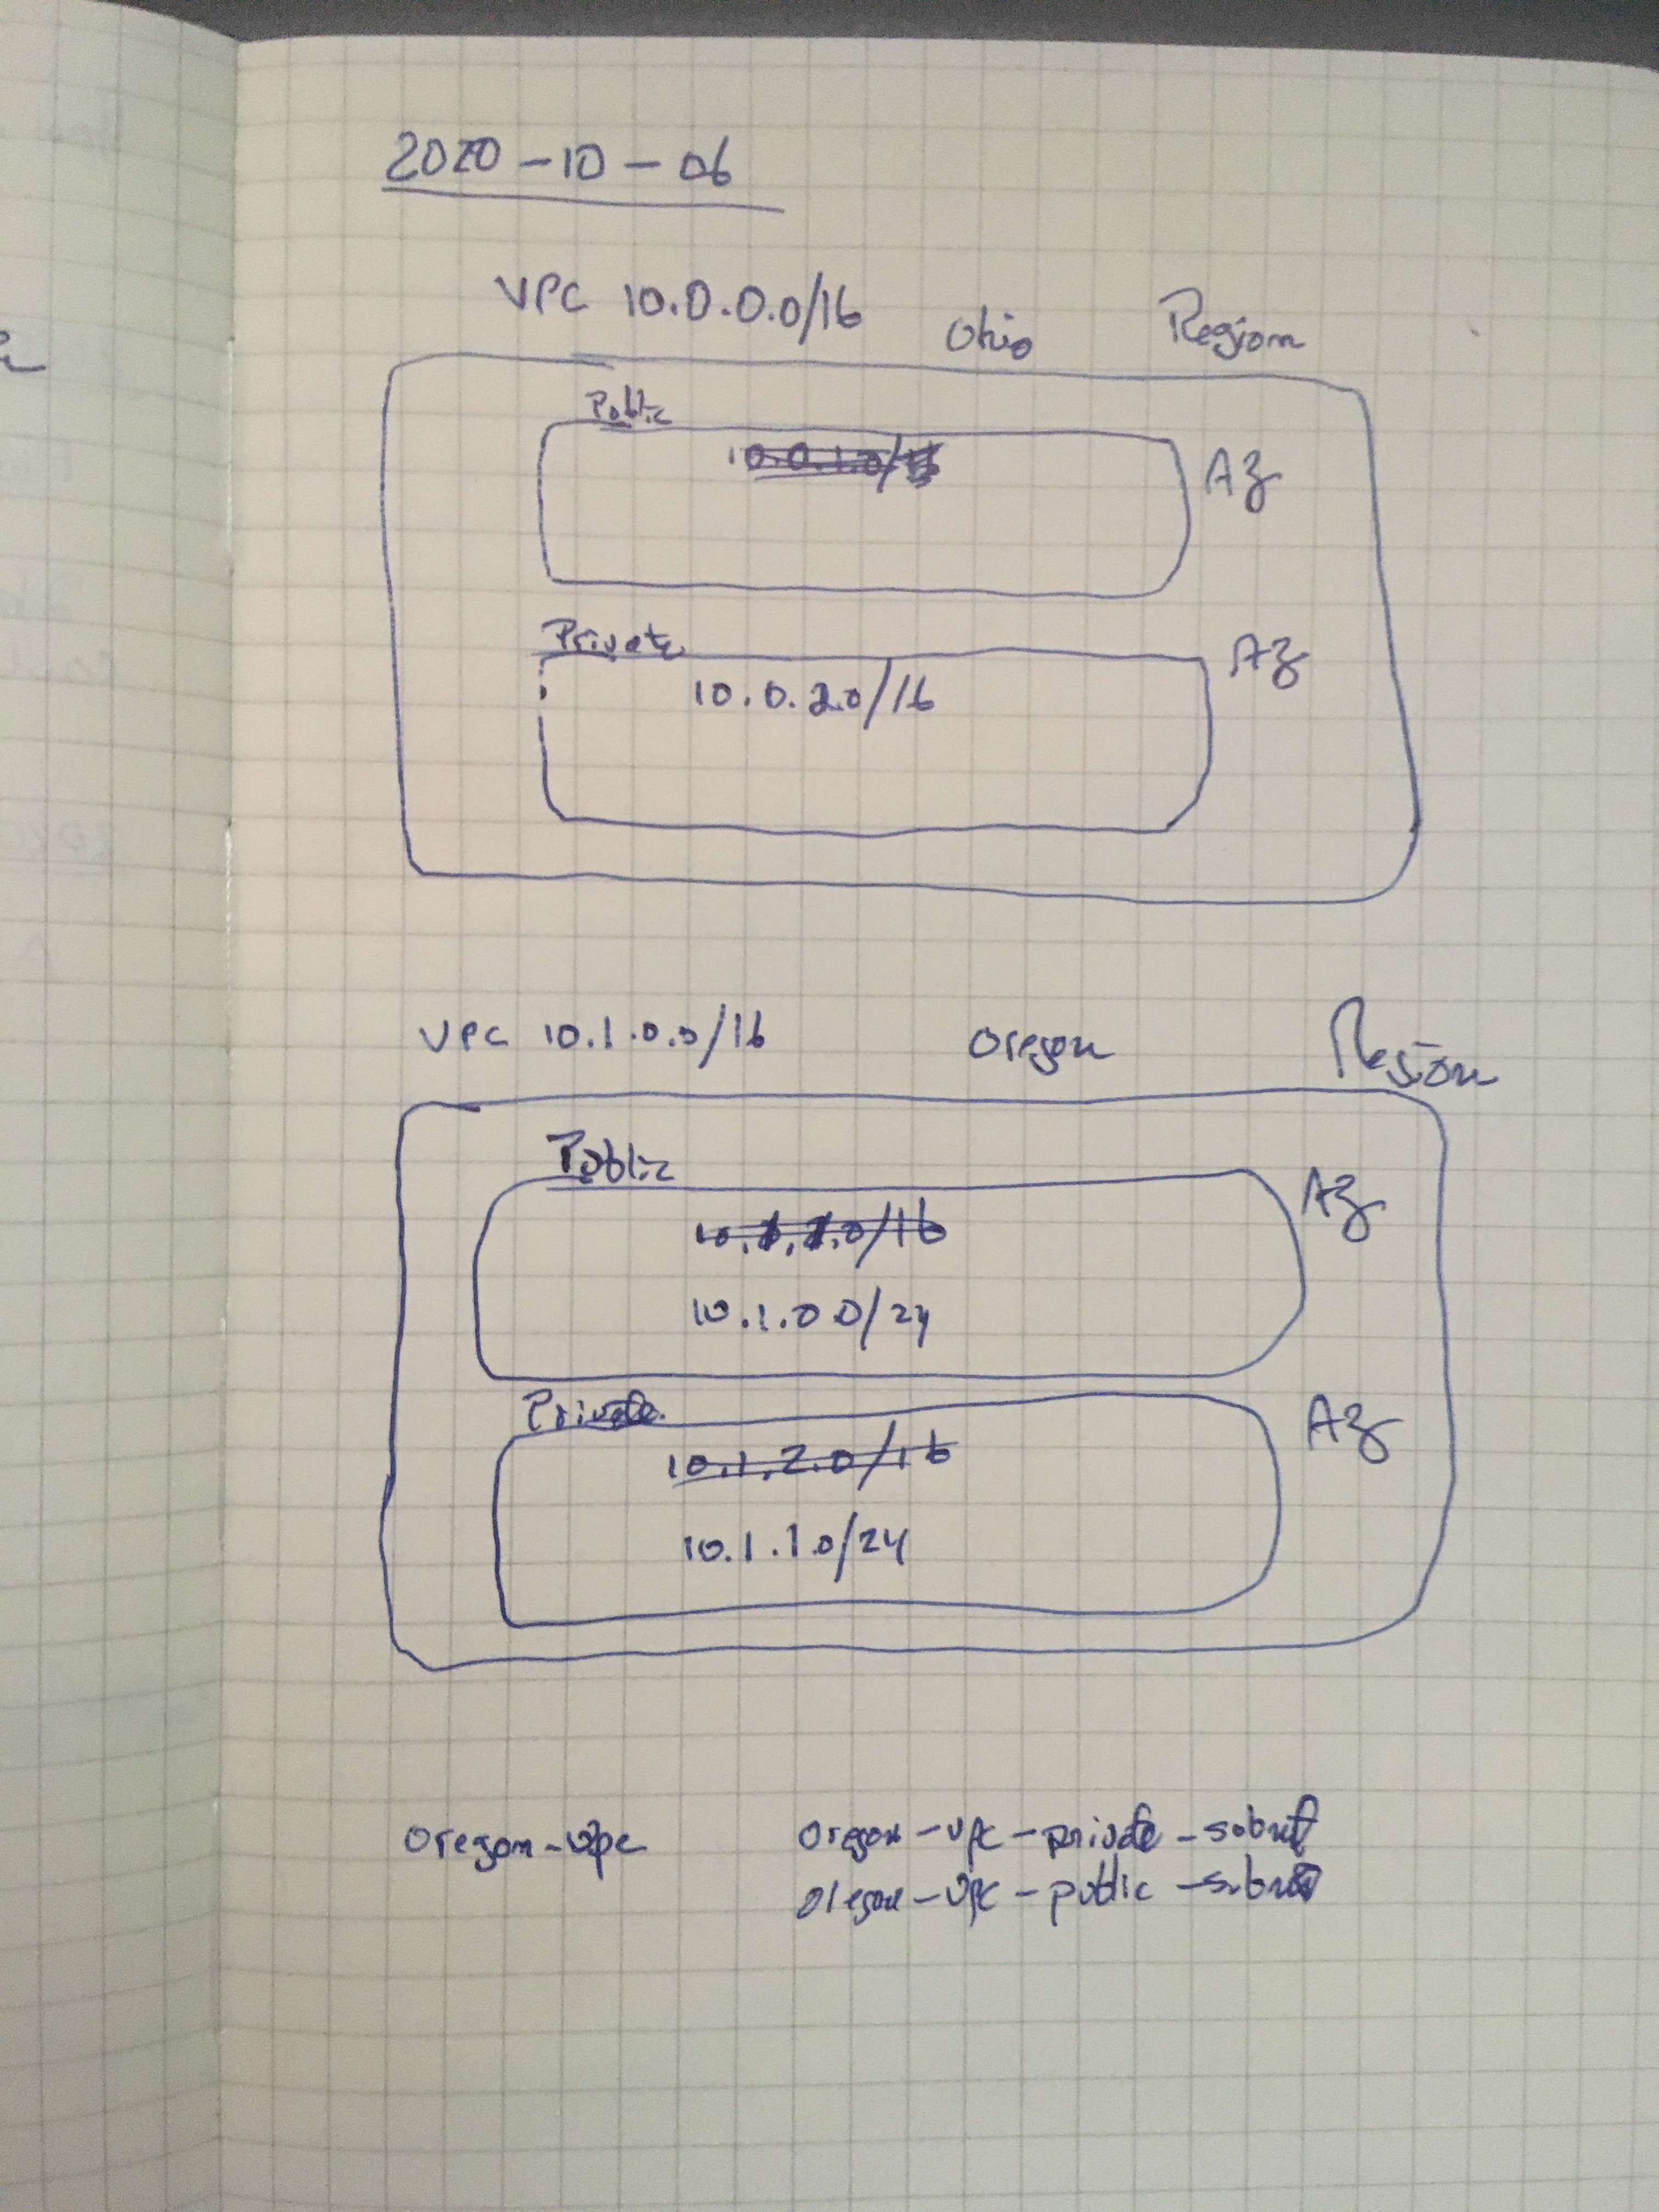 2020-10-06
VPC 10.0.0.0/16 Ohio Region
Public
10.0.1.0/16
AZ
Private
AZ
10.0.2.0/16
VPC 10.1.0.0/16 Oregon Region
Public
AZ
10.1.1.0/16
10.1.0.0/24
Private
AZ
10.1.2.0/16
10.1.1.0/24
Oregon-vpc
Oregon-vpc-private-subnet
Oregon-vpc-public-subnet